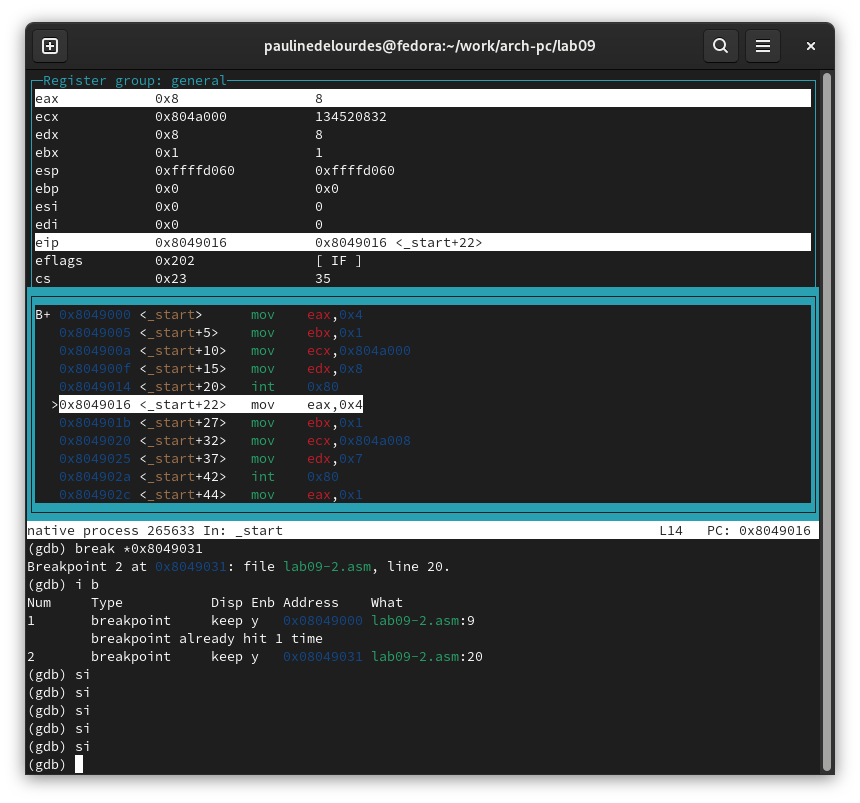 paulinedelourdes@fedora:~/work/arch-pc/lab09
Register group: general
eax 0x8 8
ecx 0x804a000 134520832
edx 0x8 8
ebx 0x1 1
esp 0xffffd060 0xffffd060
ebp 0x0 0x0
esi 0x0 0
edi 0x0 0
eip 0x8049016 0x8049016 <_start+22>
eflags 0x202 [ IF ]
cs 0x23 35
B+ 0x8049000 <_start> mov eax,0x4
0x8049005 <_start+5> mov ebx,0x1
0x804900a <_start+10> mov ecx,0x804a000
0x804900f <_start+15> mov edx,0x8
0x8049014 <_start+20> int 0x80
>0x8049016 <_start+22> mov eax,0x4
0x804901b <_start+27> mov ebx,0x1
0x8049020 <_start+32> mov ecx,0x804a008
0x8049025 <_start+37> mov edx,0x7
0x804902a <_start+42> int 0x80
0x804902c <_start+44> mov eax,0x1
native process 265633 In: _start L14 PC: 0x8049016
(gdb) break *0x8049031
Breakpoint 2 at 0x8049031: file lab09-2.asm, line 20.
(gdb) i b
Num Type Disp Enb Address What
1 breakpoint keep y 0x08049000 lab09-2.asm:9
breakpoint already hit 1 time
2 breakpoint keep y 0x08049031 lab09-2.asm:20
(gdb) si
(gdb) si
(gdb) si
(gdb) si
(gdb) si
(gdb)